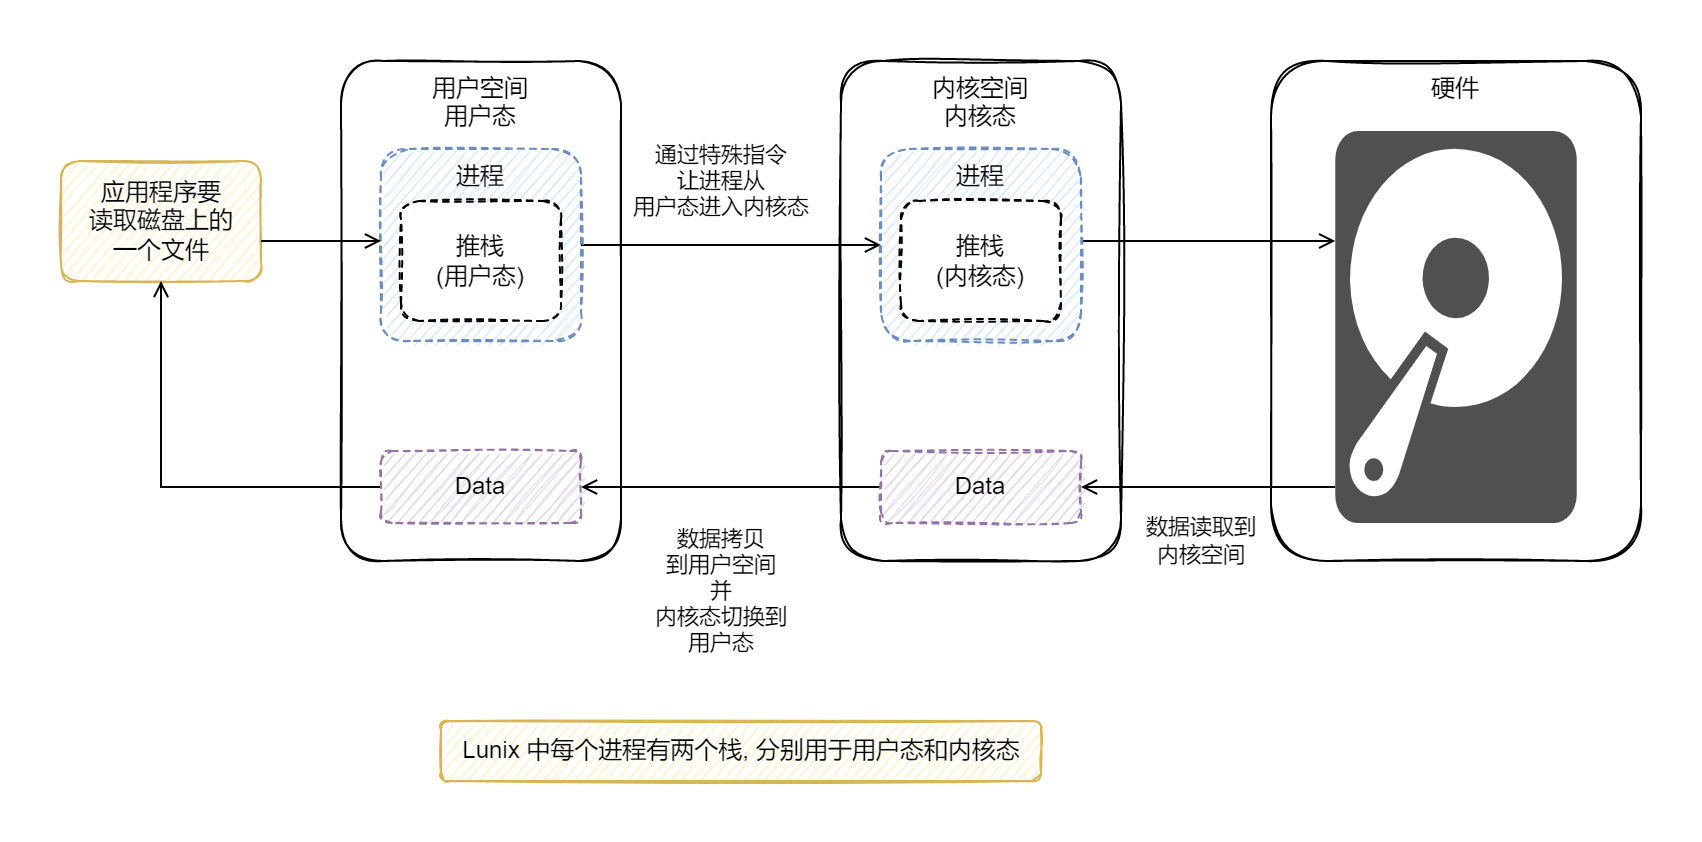 用户空间
用户态
内核空间
内核态
硬件
应用程序要
读取磁盘上的
一个文件
进程
推栈
(用户态)
通过特殊指令
让进程从
用户态进入内核态
进程
推栈
(内核态)
Data
Data
数据拷贝
到用户空间
并
内核态切换到
用户态
数据读取到
内核空间
Lunix 中每个进程有两个栈, 分别用于用户态和内核态